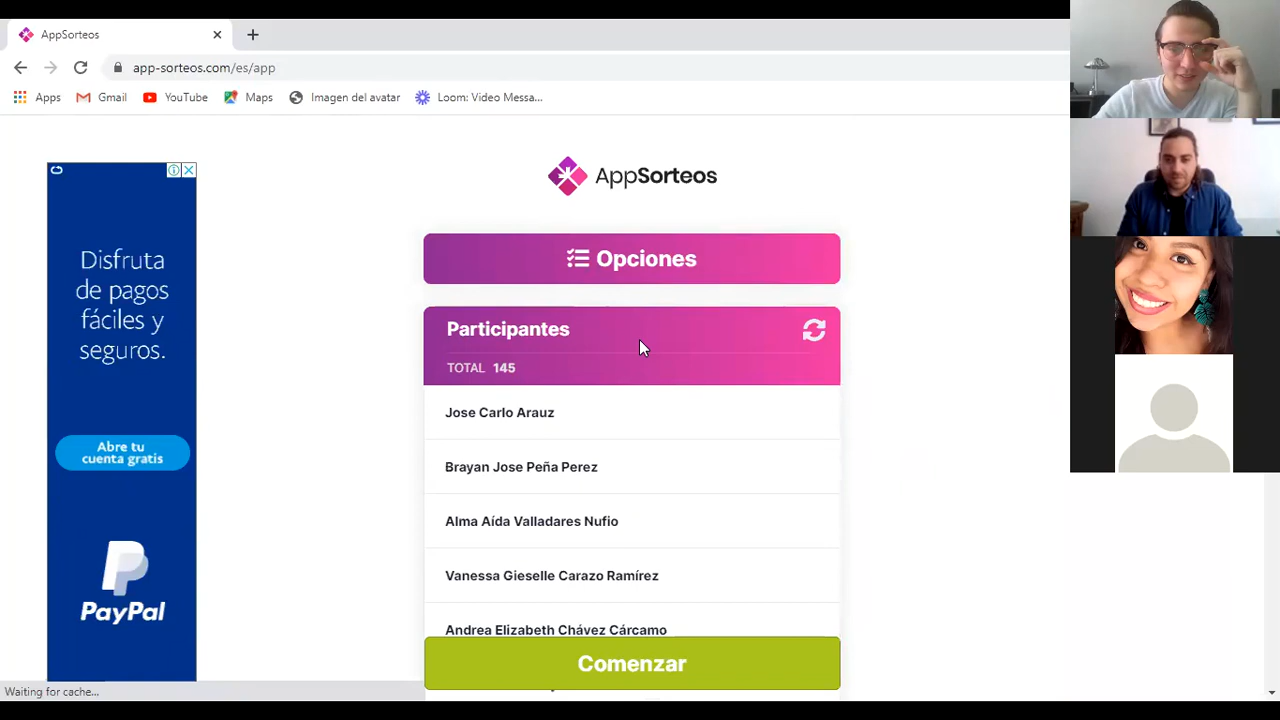 AppSorteos
app-sorteos.com/es/app
Apps Gmail YouTube Maps Imagen del avatar Loom: Video Messa...
AppSorteos
Disfruta
de pagos
fáciles y
seguros.
Abre tu
cuenta gratis
PayPal
Opciones
Participantes
TOTAL 145
Jose Carlo Arauz
Brayan Jose Peña Perez
Alma Aída Valladares Nufio
Vanessa Gieselle Carazo Ramírez
Andrea Elizabeth Chávez Cárcamo
Comenzar
Waiting for cache...